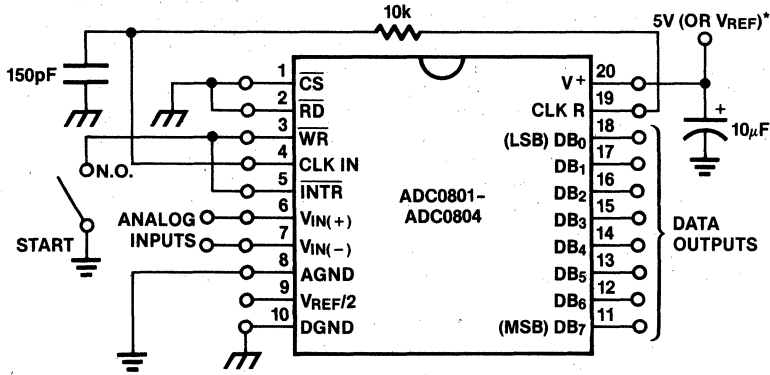 10k
5V (OR VREF)*
150pF
1 CS
2 RD
3 WR
4 CLK IN
5 INTR
6 VIN(+)
7 VIN(−)
8 AGND
9 VREF/2
10 DGND
N.O.
START
ANALOG
INPUTS
ADC0801–
ADC0804
V+ 20
CLK R 19
(LSB) DB0 18
DB1 17
DB2 16
DB3 15
DB4 14
DB5 13
DB6 12
(MSB) DB7 11
+
10μF
DATA
OUTPUTS